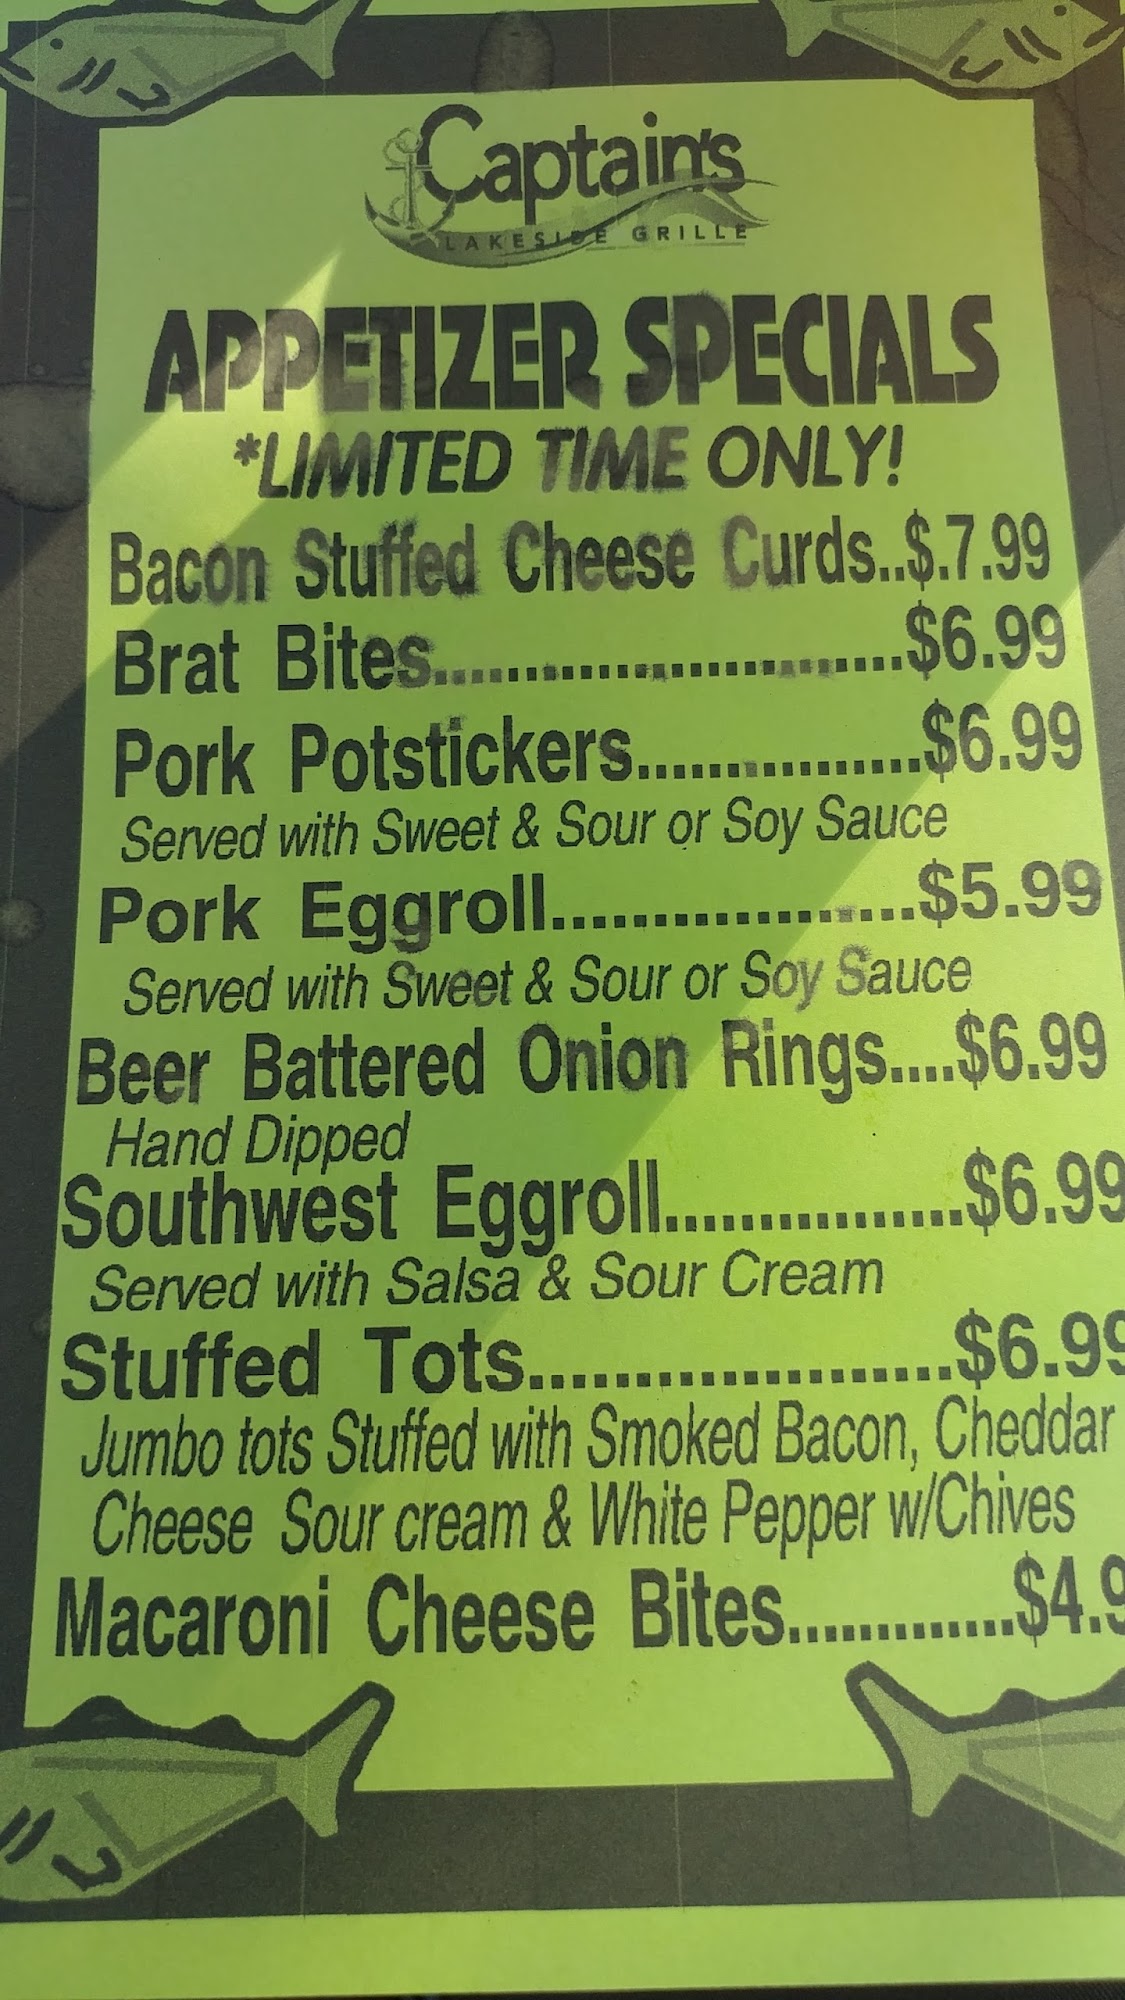 Captain's
LAKESIDE GRILLE
APPETIZER SPECIALS
*LIMITED TIME ONLY!
Bacon Stuffed Cheese Curds..$.7.99
Brat Bites..........................$6.99
Pork Potstickers.................$6.99
Served with Sweet & Sour or Soy Sauce
Pork Eggroll..................$5.99
Served with Sweet & Sour or Soy Sauce
Beer Battered Onion Rings....$6.99
Hand Dipped
Southwest Eggroll................$6.99
Served with Salsa & Sour Cream
Stuffed Tots....................$6.99
Jumbo tots Stuffed with Smoked Bacon, Cheddar
Cheese Sour cream & White Pepper w/Chives
Macaroni Cheese Bites.............$4.9